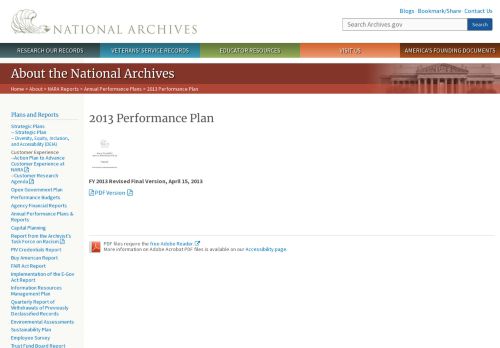 Blogs · Bookmark/Share · Contact Us
NATIONAL ARCHIVES
Search Archives.gov
Search
RESEARCH OUR RECORDS
VETERANS' SERVICE RECORDS
EDUCATOR RESOURCES
VISIT US
AMERICA'S FOUNDING DOCUMENTS
About the National Archives
Home > About > NARA Reports > Annual Performance Plans > 2013 Performance Plan
Plans and Reports
Strategic Plans
– Strategic Plan
– Diversity, Equity, Inclusion,
and Accessibility (DEIA)
Customer Experience
–Action Plan to Advance
Customer Experience at
NARA
–Customer Research
Agenda
Open Government Plan
Performance Budgets
Agency Financial Reports
Annual Performance Plans &
Reports
Capital Planning
Report from the Archivist's
Task Force on Racism
PIV Credentials Report
Buy American Report
FAIR Act Report
Implementation of the E-Gov
Act Report
Information Resources
Management Plan
Quarterly Report of
Withdrawals of Previously
Declassified Records
Environmental Assessments
Sustainability Plan
Employee Survey
Trust Fund Board Report
2013 Performance Plan
FY 2013 Revised Final Version, April 15, 2013
PDF Version
PDF files require the free Adobe Reader.
More information on Adobe Acrobat PDF files is available on our Accessibility page.